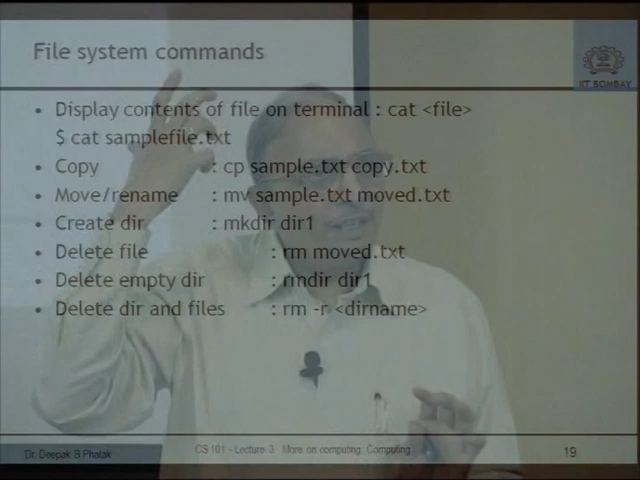 File system commands
IIT BOMBAY
• Display contents of file on terminal : cat <file>
$ cat samplefile.txt
• Copy : cp sample.txt copy.txt
• Move/rename : mv sample.txt moved.txt
• Create dir : mkdir dir1
• Delete file : rm moved.txt
• Delete empty dir : rmdir dir1
• Delete dir and files : rm -r <dirname>
Dr. Deepak B Phatak CS 101 - Lecture 3 More on computing Computing 19